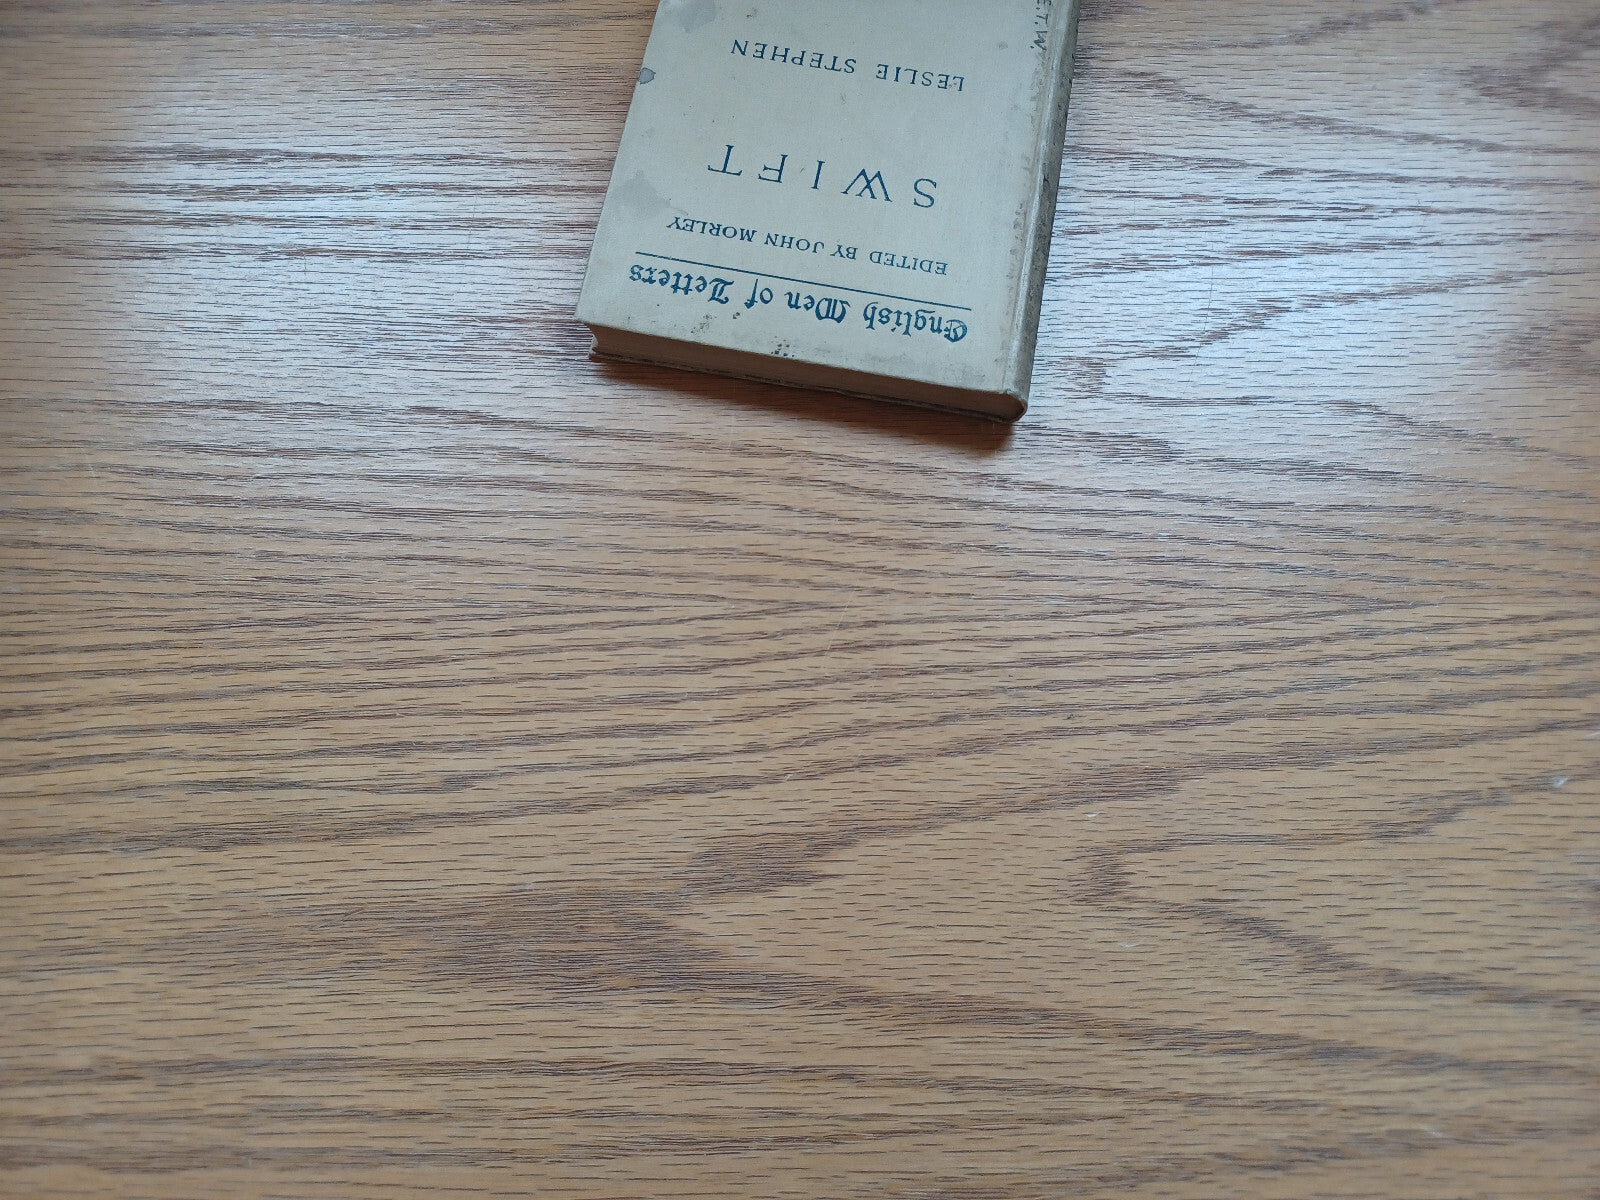 English Men of Letters
EDITED BY JOHN MORLEY
SWIFT
LESLIE STEPHEN
E.T.W.